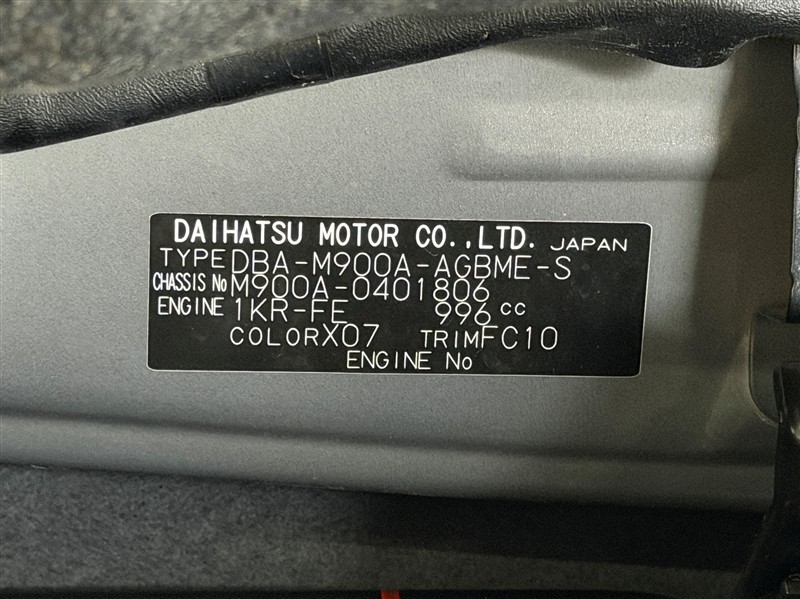 DAIHATSU MOTOR CO.,LTD. JAPAN
TYPE DBA-M900A-AGBME-S
CHASSIS No M900A-0401806
ENGINE 1KR-FE 996 cc
COLOR X07 TRIM FC10
ENGINE No